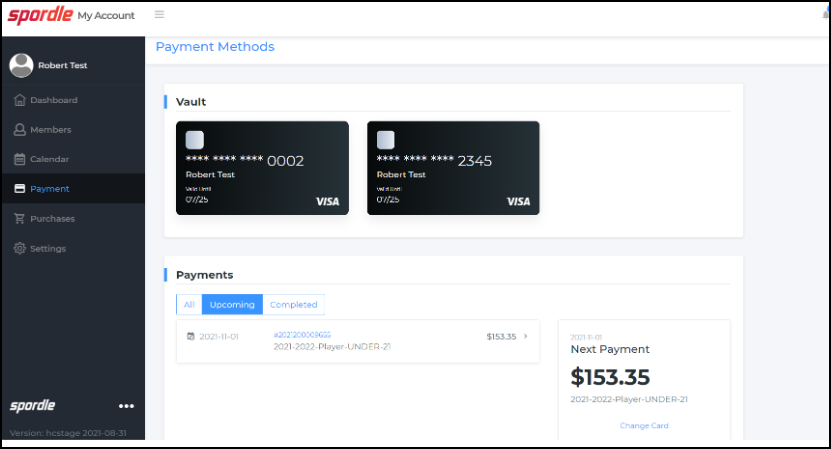 spordle My Account
Payment Methods
Robert Test
Dashboard
Members
Calendar
Payment
Purchases
Settings
spordle
Version: hcstage 2021-08-31
Vault
**** **** **** 0002
Robert Test
Valid Until
07/25
VISA
**** **** **** 2345
Robert Test
Valid Until
07/25
VISA
Payments
All Upcoming Completed
2021-11-01 #2021200009655 $153.35
2021-2022-Player-UNDER-21
2021-11-01
Next Payment
$153.35
2021-2022-Player-UNDER-21
Change Card